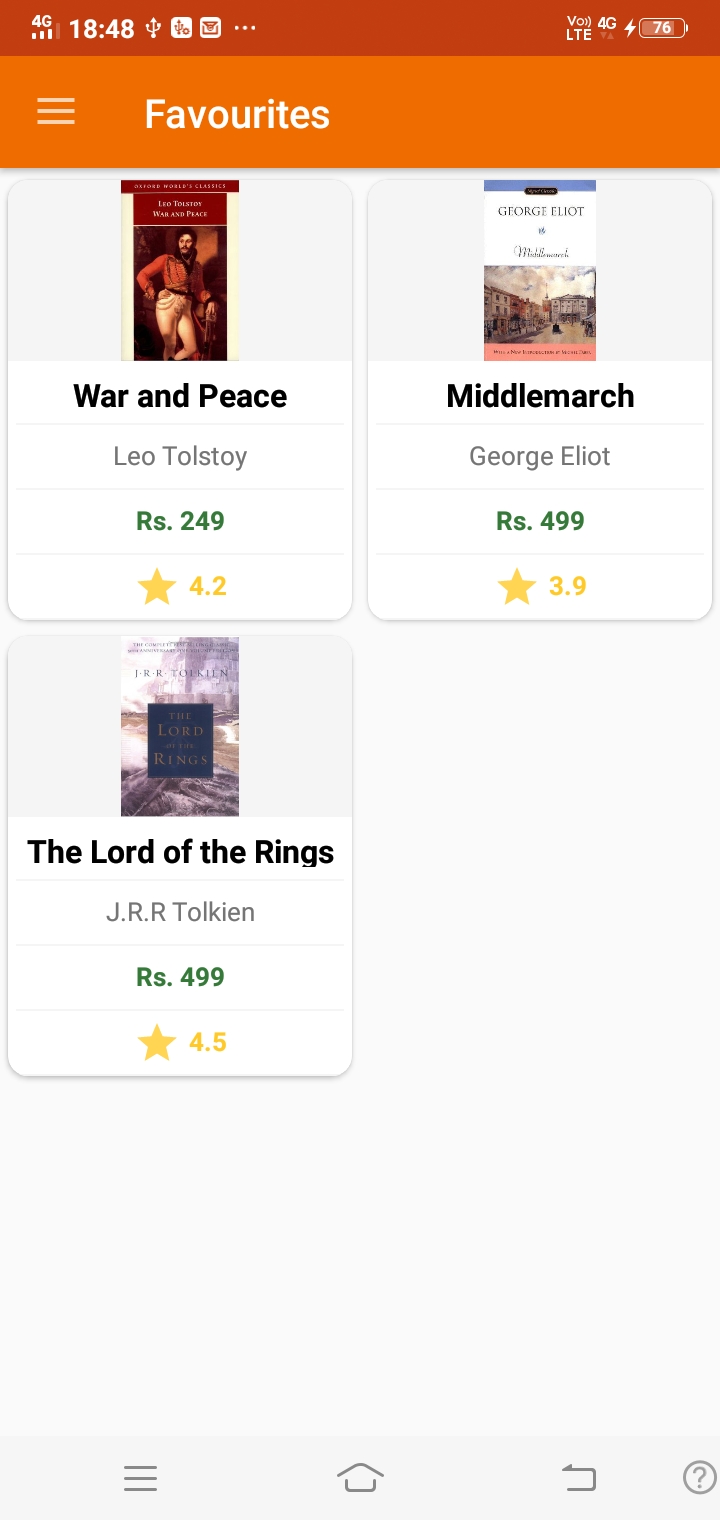 4G 18:48 ... Vo)) LTE 4G 76
Favourites
OXFORD WORLD'S CLASSICS
LEO TOLSTOY
WAR AND PEACE
War and Peace
Leo Tolstoy
Rs. 249
4.2
GEORGE ELIOT
Middlemarch
Middlemarch
George Eliot
Rs. 499
3.9
J·R·R·TOLKIEN
THE
LORD
OF THE
RINGS
The Lord of the Rings
J.R.R Tolkien
Rs. 499
4.5
?